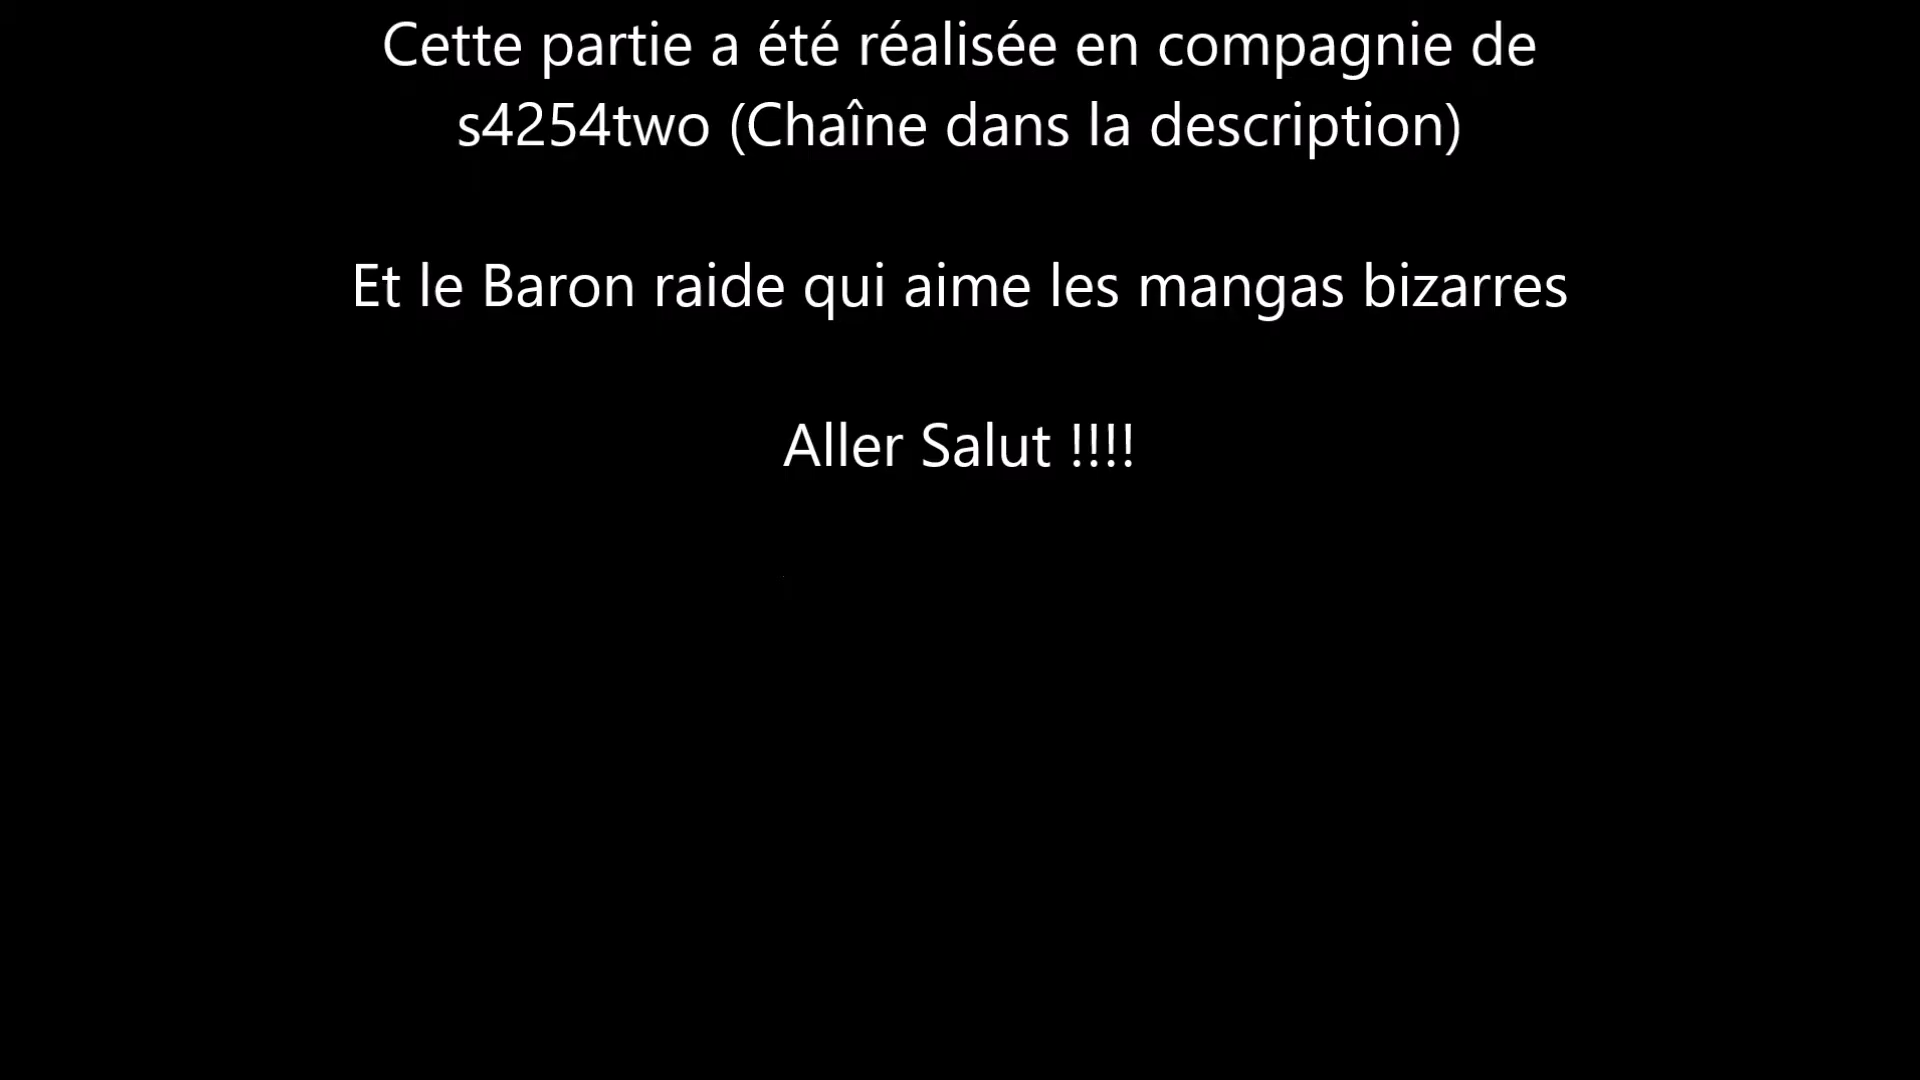 Cette partie a été réalisée en compagnie de
s4254two (Chaîne dans la description)
Et le Baron raide qui aime les mangas bizarres
Aller Salut !!!!